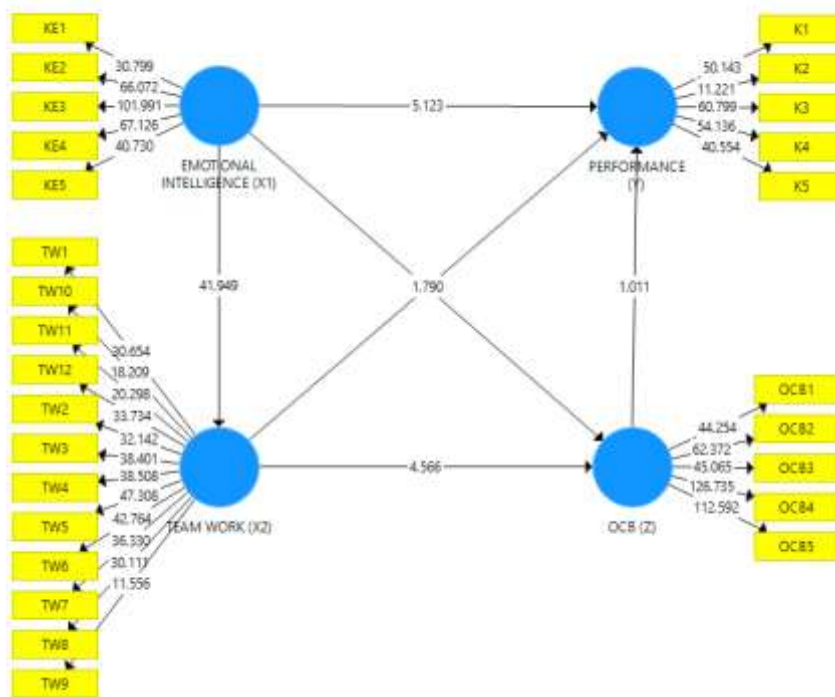 KE1
KE2
KE3
KE4
KE5
30.799
66.072
101.991
67.126
40.730
EMOTIONAL
INTELLIGENCE (X1)
5.123
K1
K2
K3
K4
K5
50.143
11.221
60.799
54.136
40.554
PERFORMANCE
(Y)
41.949
1.790
1.011
TW1
TW10
TW11
TW12
TW2
TW3
TW4
TW5
TW6
TW7
TW8
TW9
30.654
18.209
20.298
33.734
32.142
38.401
38.508
47.306
42.764
36.330
30.111
11.556
TEAM WORK (X2)
4.566
OCB (Z)
44.254
62.372
45.065
126.735
112.592
OCB1
OCB2
OCB3
OCB4
OCB5